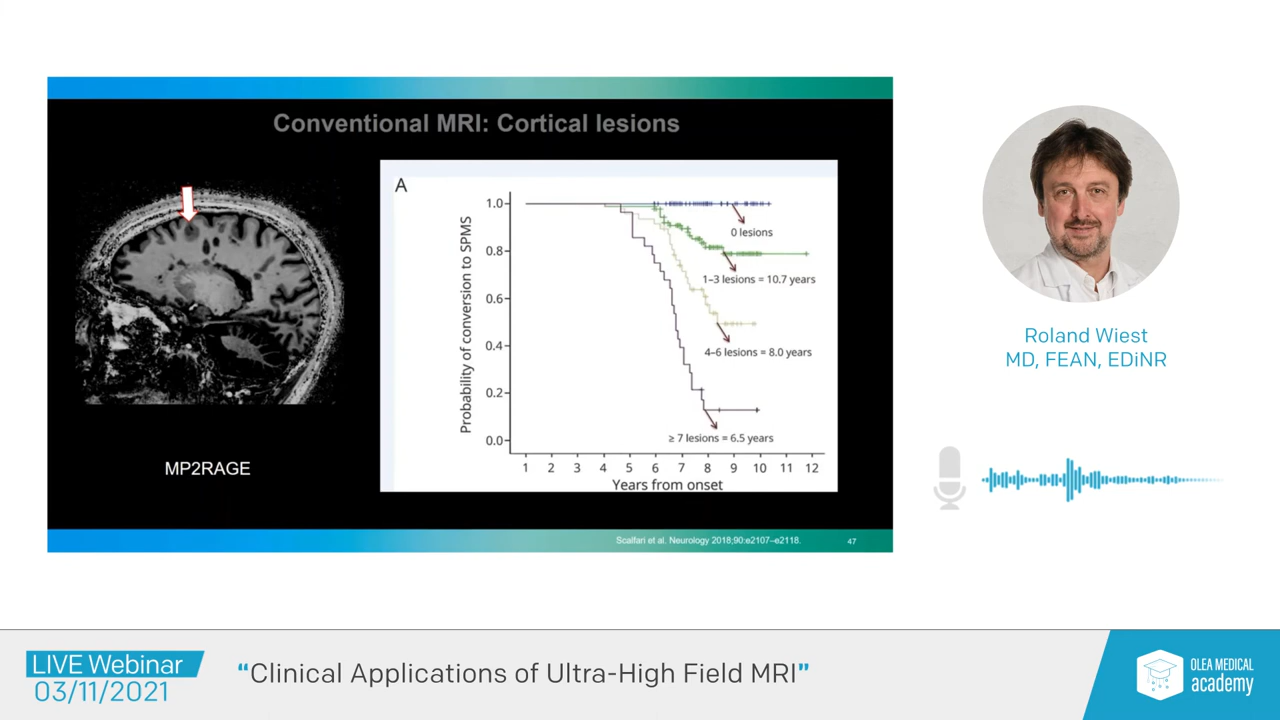 Conventional MRI: Cortical lesions
MP2RAGE
A
Probability of conversion to SPMS
1.0
0.8
0.6
0.4
0.2
0.0
0 lesions
1–3 lesions = 10.7 years
4–6 lesions = 8.0 years
≥ 7 lesions = 6.5 years
1 2 3 4 5 6 7 8 9 10 11 12
Years from onset
Scalfari et al. Neurology 2018;90:e2107–e2118.
47
Roland Wiest
MD, FEAN, EDiNR
LIVE Webinar
03/11/2021
“Clinical Applications of Ultra-High Field MRI”
OLEA MEDICAL
academy